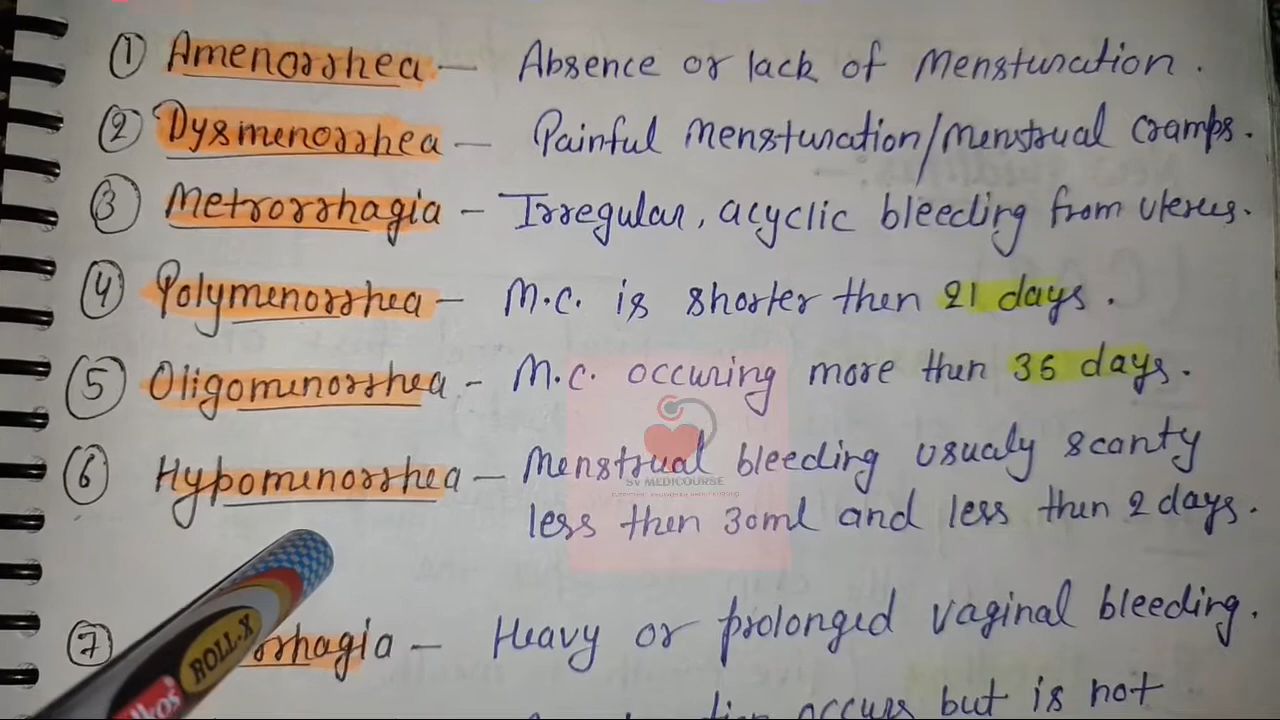 ① Amenorrhea — Absence or lack of Mensturation.
② Dysmenorrhea — Painful Mensturation/Menstrual Cramps.
③ Metrorrhagia — Irregular, acyclic bleeding from uterus.
④ Polymenorrhea — M.C. is shorter then 21 days.
⑤ Oligomenorrhea - M.C. occuring more then 35 days.
⑥ Hypomenorrhea — Menstrual bleeding usualy scanty
less then 30ml and less then 2 days.
⑦ rrhagia — Heavy or prolonged vaginal bleeding.
occurs but is not
SV MEDICOURSE
ROLL-X